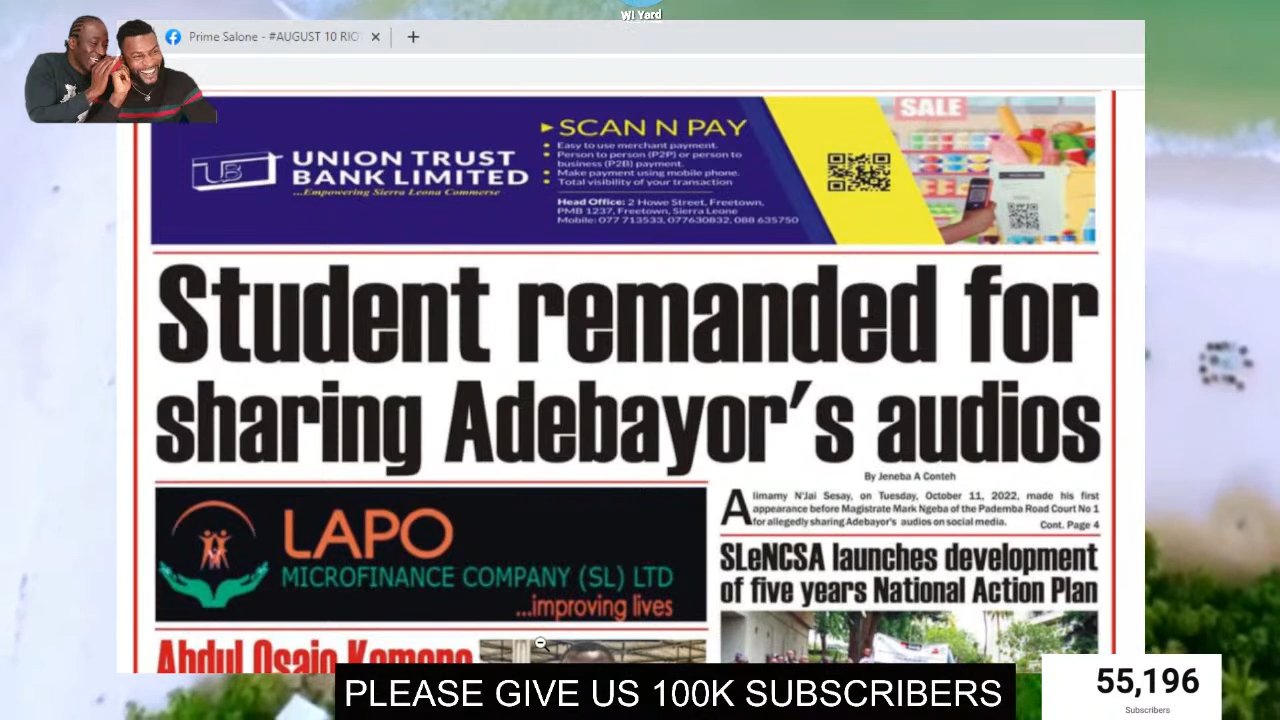 WI Yard
Prime Salone - #AUGUST 10 RIO
SALE
SCAN N PAY
Easy to use merchant payment.
Person to person (P2P) or person to
business (P2B) payment.
Make payment using mobile phone.
Total visibility of your transaction
UB
UNION TRUST
BANK LIMITED
...Empowering Sierra Leona Commerse
Head Office: 2 Howe Street, Freetown,
PMB 1237, Freetown, Sierra Leone
Mobile: 077 713533, 077630832, 088 635750
Student remanded for
sharing Adebayor's audios
By Jeneba A Conteh
Alimamy N'Jai Sesay, on Tuesday, October 11, 2022, made his first
appearance before Magistrate Mark Ngeba of the Pademba Road Court No 1
for allegedly sharing Adebayor's audios on social media.
Cont. Page 4
LAPO
MICROFINANCE COMPANY (SL) LTD
...improving lives
SLeNCSA launches development
of five years National Action Plan
Abdul Osaio Kamara
PLEASE GIVE US 100K SUBSCRIBERS
55,196
Subscribers